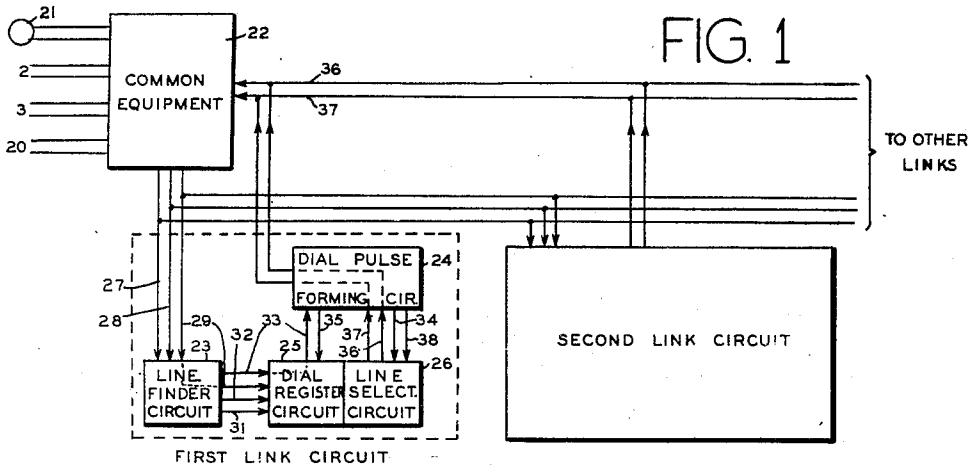 21
22
FIG. 1
COMMON
EQUIPMENT
2
3
20
36
37
TO OTHER
LINKS
27
28
29
32
33
23
25
35
37
36
34
38
24
26
31
DIAL PULSE
FORMING CIR.
LINE
FINDER
CIRCUIT
DIAL
REGISTER
CIRCUIT
LINE
SELECT.
CIRCUIT
FIRST LINK CIRCUIT
SECOND LINK CIRCUIT